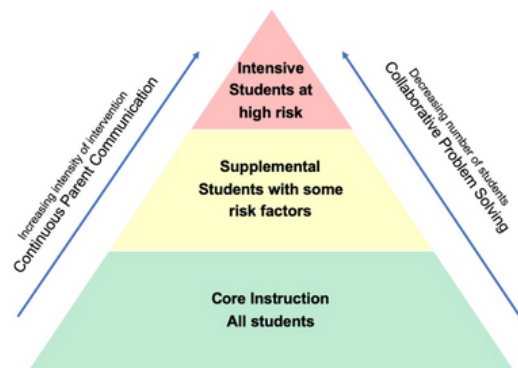 Intensive
Students at
high risk
Increasing intensity of intervention
Continuous Parent Communication
Decreasing number of students
Collaborative Problem Solving
Supplemental
Students with some
risk factors
Core Instruction
All students